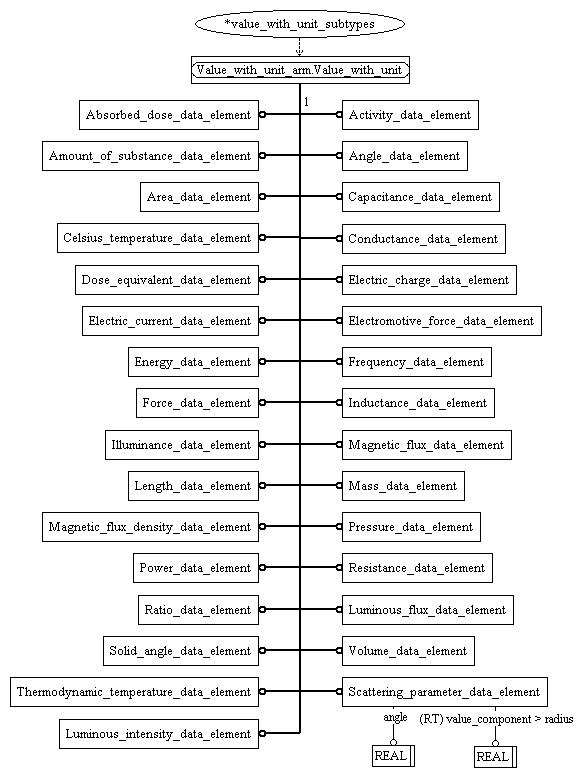 *value_with_unit_subtypes
Value_with_unit_arm.Value_with_unit
1
Absorbed_dose_data_element
Activity_data_element
Amount_of_substance_data_element
Angle_data_element
Area_data_element
Capacitance_data_element
Celsius_temperature_data_element
Conductance_data_element
Dose_equivalent_data_element
Electric_charge_data_element
Electric_current_data_element
Electromotive_force_data_element
Energy_data_element
Frequency_data_element
Force_data_element
Inductance_data_element
Illuminance_data_element
Magnetic_flux_data_element
Length_data_element
Mass_data_element
Magnetic_flux_density_data_element
Pressure_data_element
Power_data_element
Resistance_data_element
Ratio_data_element
Luminous_flux_data_element
Solid_angle_data_element
Volume_data_element
Thermodynamic_temperature_data_element
Scattering_parameter_data_element
angle
(RT) value_component > radius
Luminous_intensity_data_element
REAL
REAL